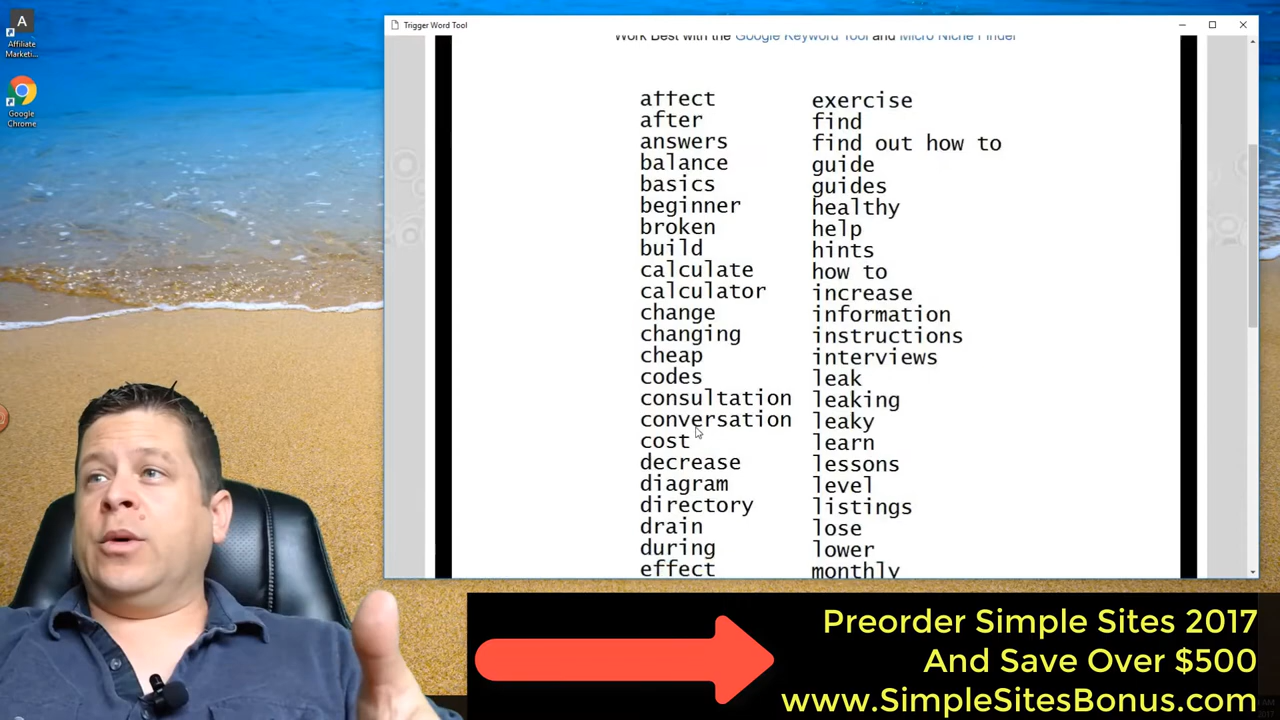 A
Affiliate
Marketi...
Google
Chrome
Trigger Word Tool
Work Best with the Google Keyword Tool and Micro Niche Finder
affect
after
answers
balance
basics
beginner
broken
build
calculate
calculator
change
changing
cheap
codes
consultation
conversation
cost
decrease
diagram
directory
drain
during
effect
exercise
find
find out how to
guide
guides
healthy
help
hints
how to
increase
information
instructions
interviews
leak
leaking
leaky
learn
lessons
level
listings
lose
lower
monthly
Preorder Simple Sites 2017
And Save Over $500
www.SimpleSitesBonus.com